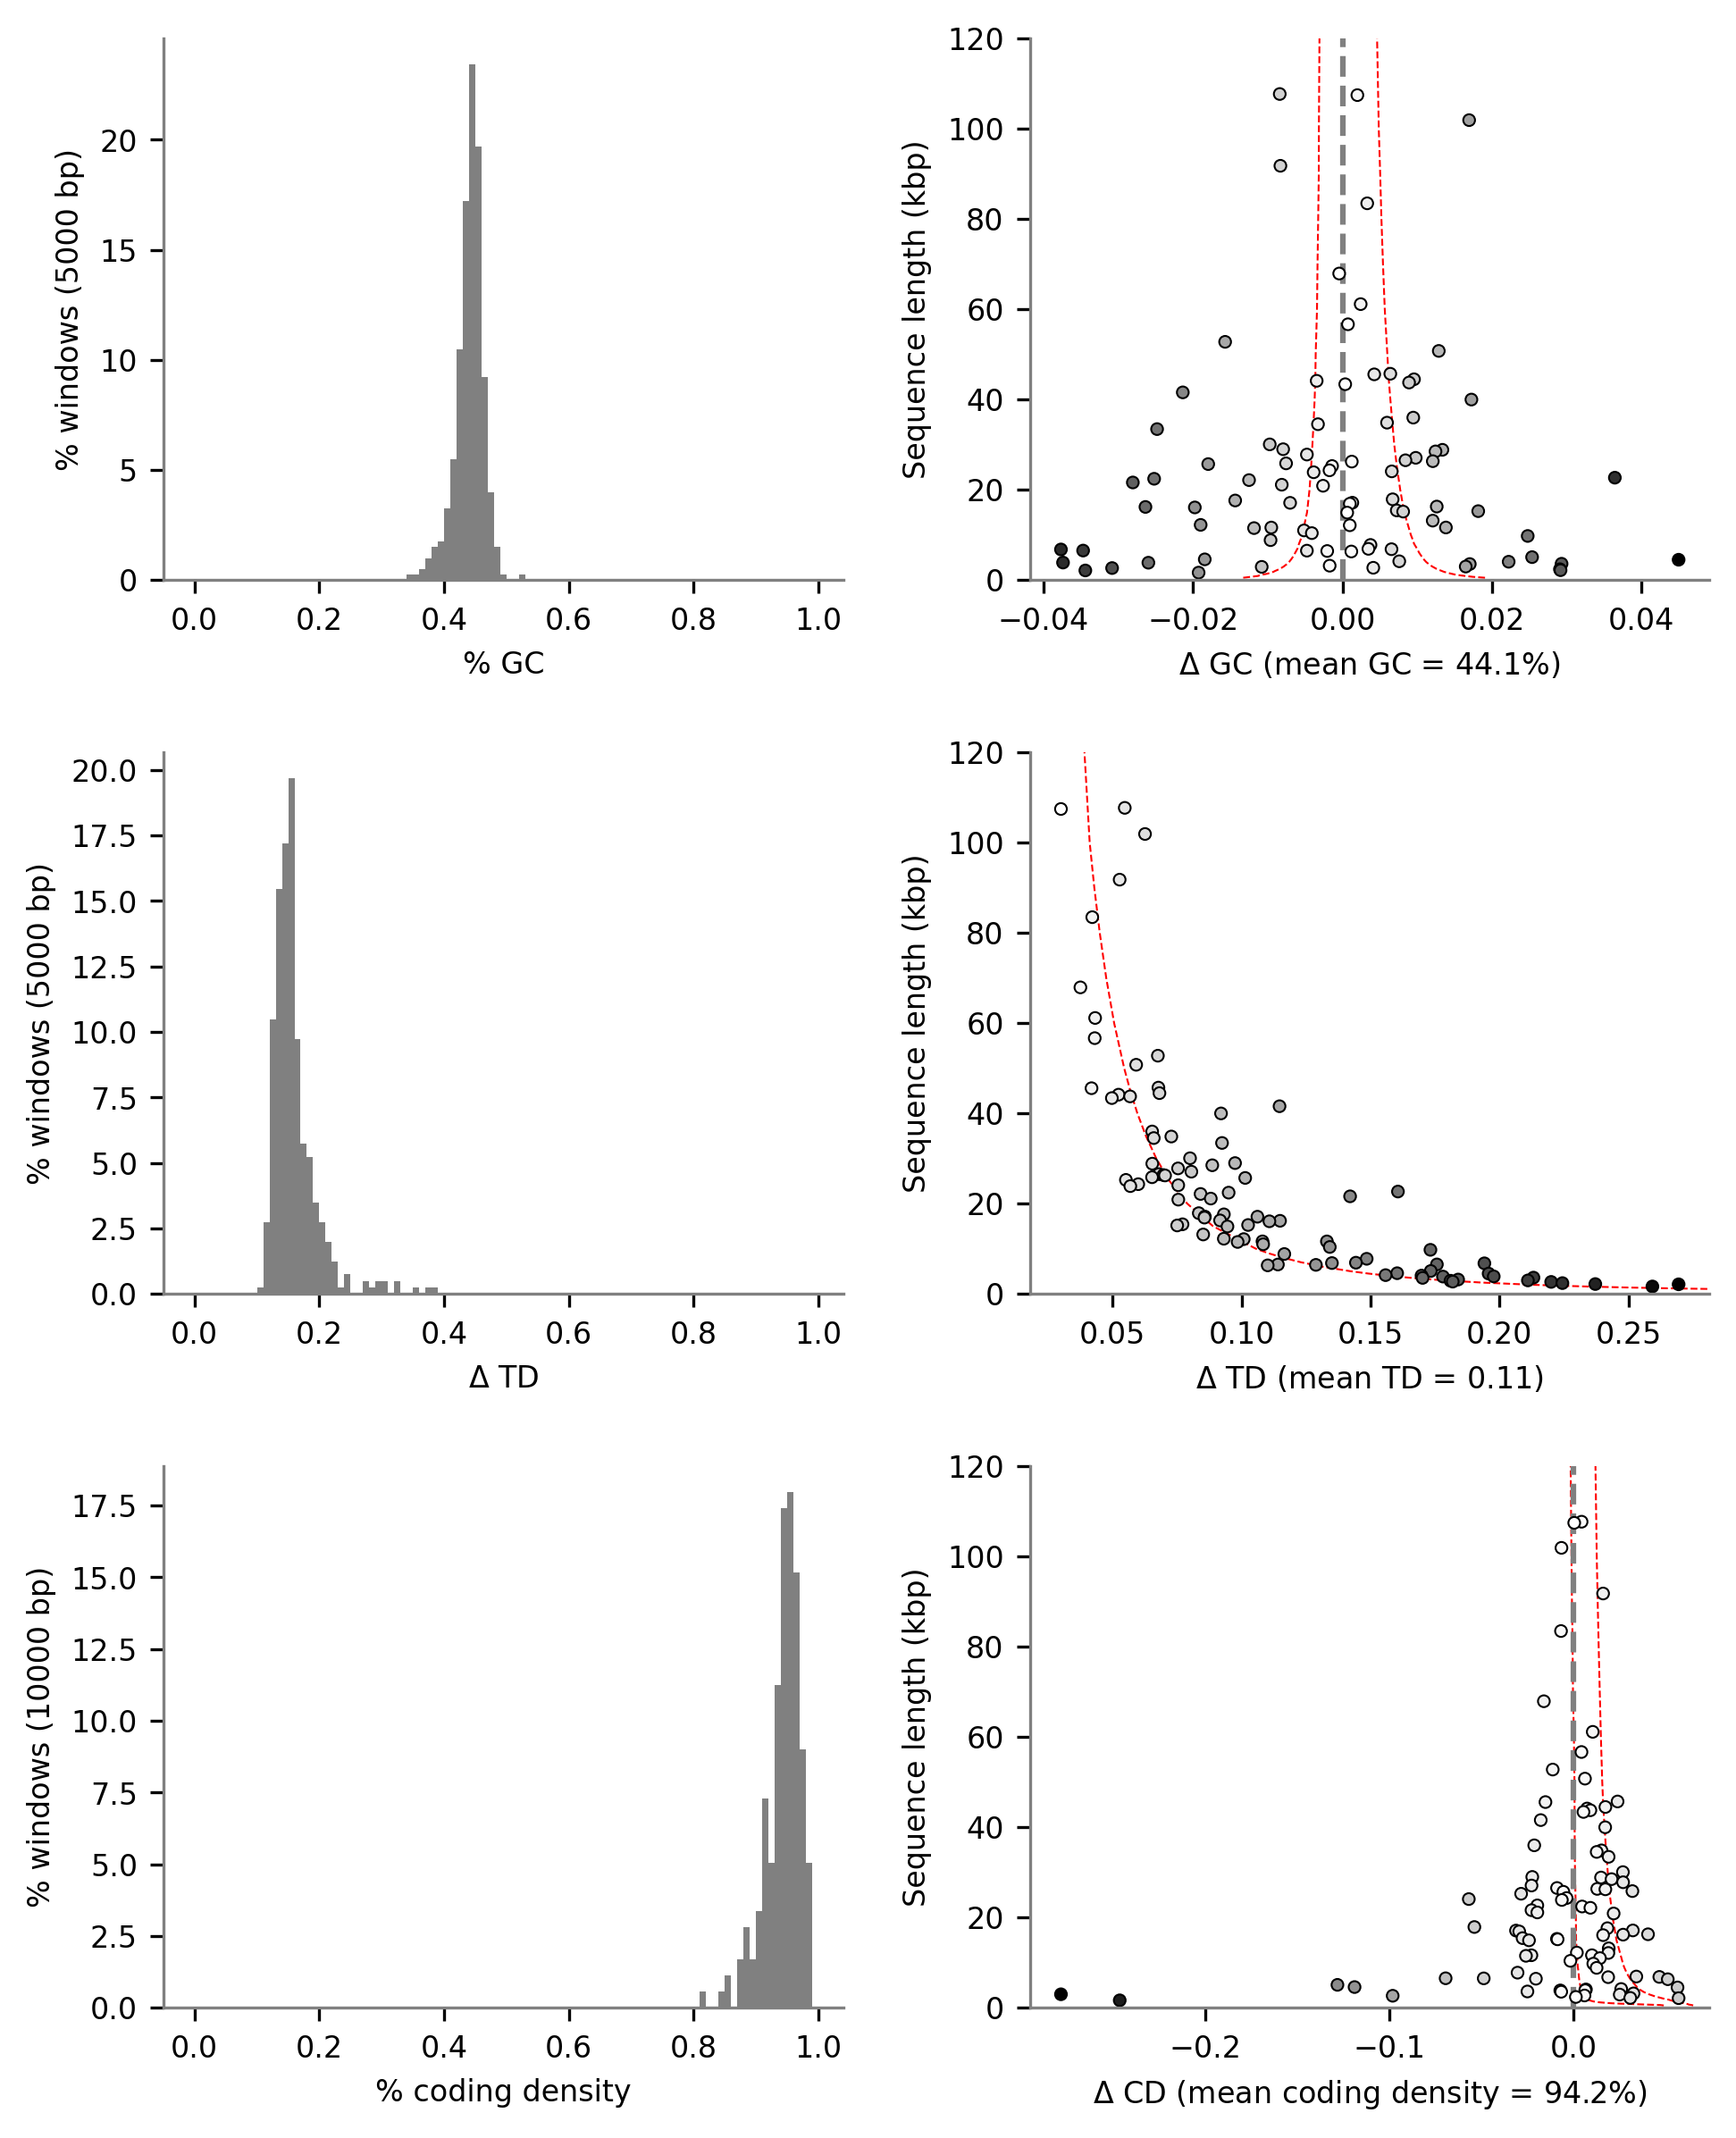 % windows (5000 bp)
20
15
10
5
0
0.0 0.2 0.4 0.6 0.8 1.0
% GC
Sequence length (kbp)
120
100
80
60
40
20
0
−0.04 −0.02 0.00 0.02 0.04
Δ GC (mean GC = 44.1%)
% windows (5000 bp)
20.0
17.5
15.0
12.5
10.0
7.5
5.0
2.5
0.0
0.0 0.2 0.4 0.6 0.8 1.0
Δ TD
Sequence length (kbp)
120
100
80
60
40
20
0
0.05 0.10 0.15 0.20 0.25
Δ TD (mean TD = 0.11)
% windows (10000 bp)
17.5
15.0
12.5
10.0
7.5
5.0
2.5
0.0
0.0 0.2 0.4 0.6 0.8 1.0
% coding density
Sequence length (kbp)
120
100
80
60
40
20
0
−0.2 −0.1 0.0
Δ CD (mean coding density = 94.2%)